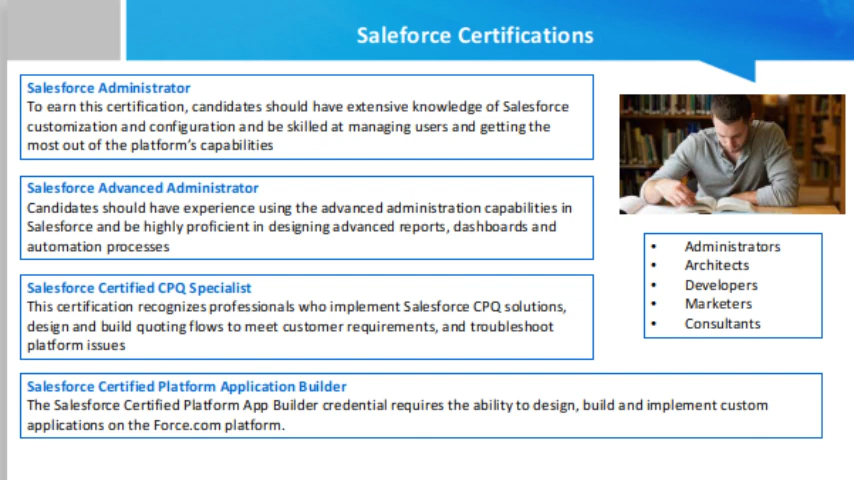 Saleforce Certifications
Salesforce Administrator
To earn this certification, candidates should have extensive knowledge of Salesforce
customization and configuration and be skilled at managing users and getting the
most out of the platform's capabilities
Salesforce Advanced Administrator
Candidates should have experience using the advanced administration capabilities in
Salesforce and be highly proficient in designing advanced reports, dashboards and
automation processes
Salesforce Certified CPQ Specialist
This certification recognizes professionals who implement Salesforce CPQ solutions,
design and build quoting flows to meet customer requirements, and troubleshoot
platform issues
Salesforce Certified Platform Application Builder
The Salesforce Certified Platform App Builder credential requires the ability to design, build and implement custom
applications on the Force.com platform.
• Administrators
• Architects
• Developers
• Marketers
• Consultants